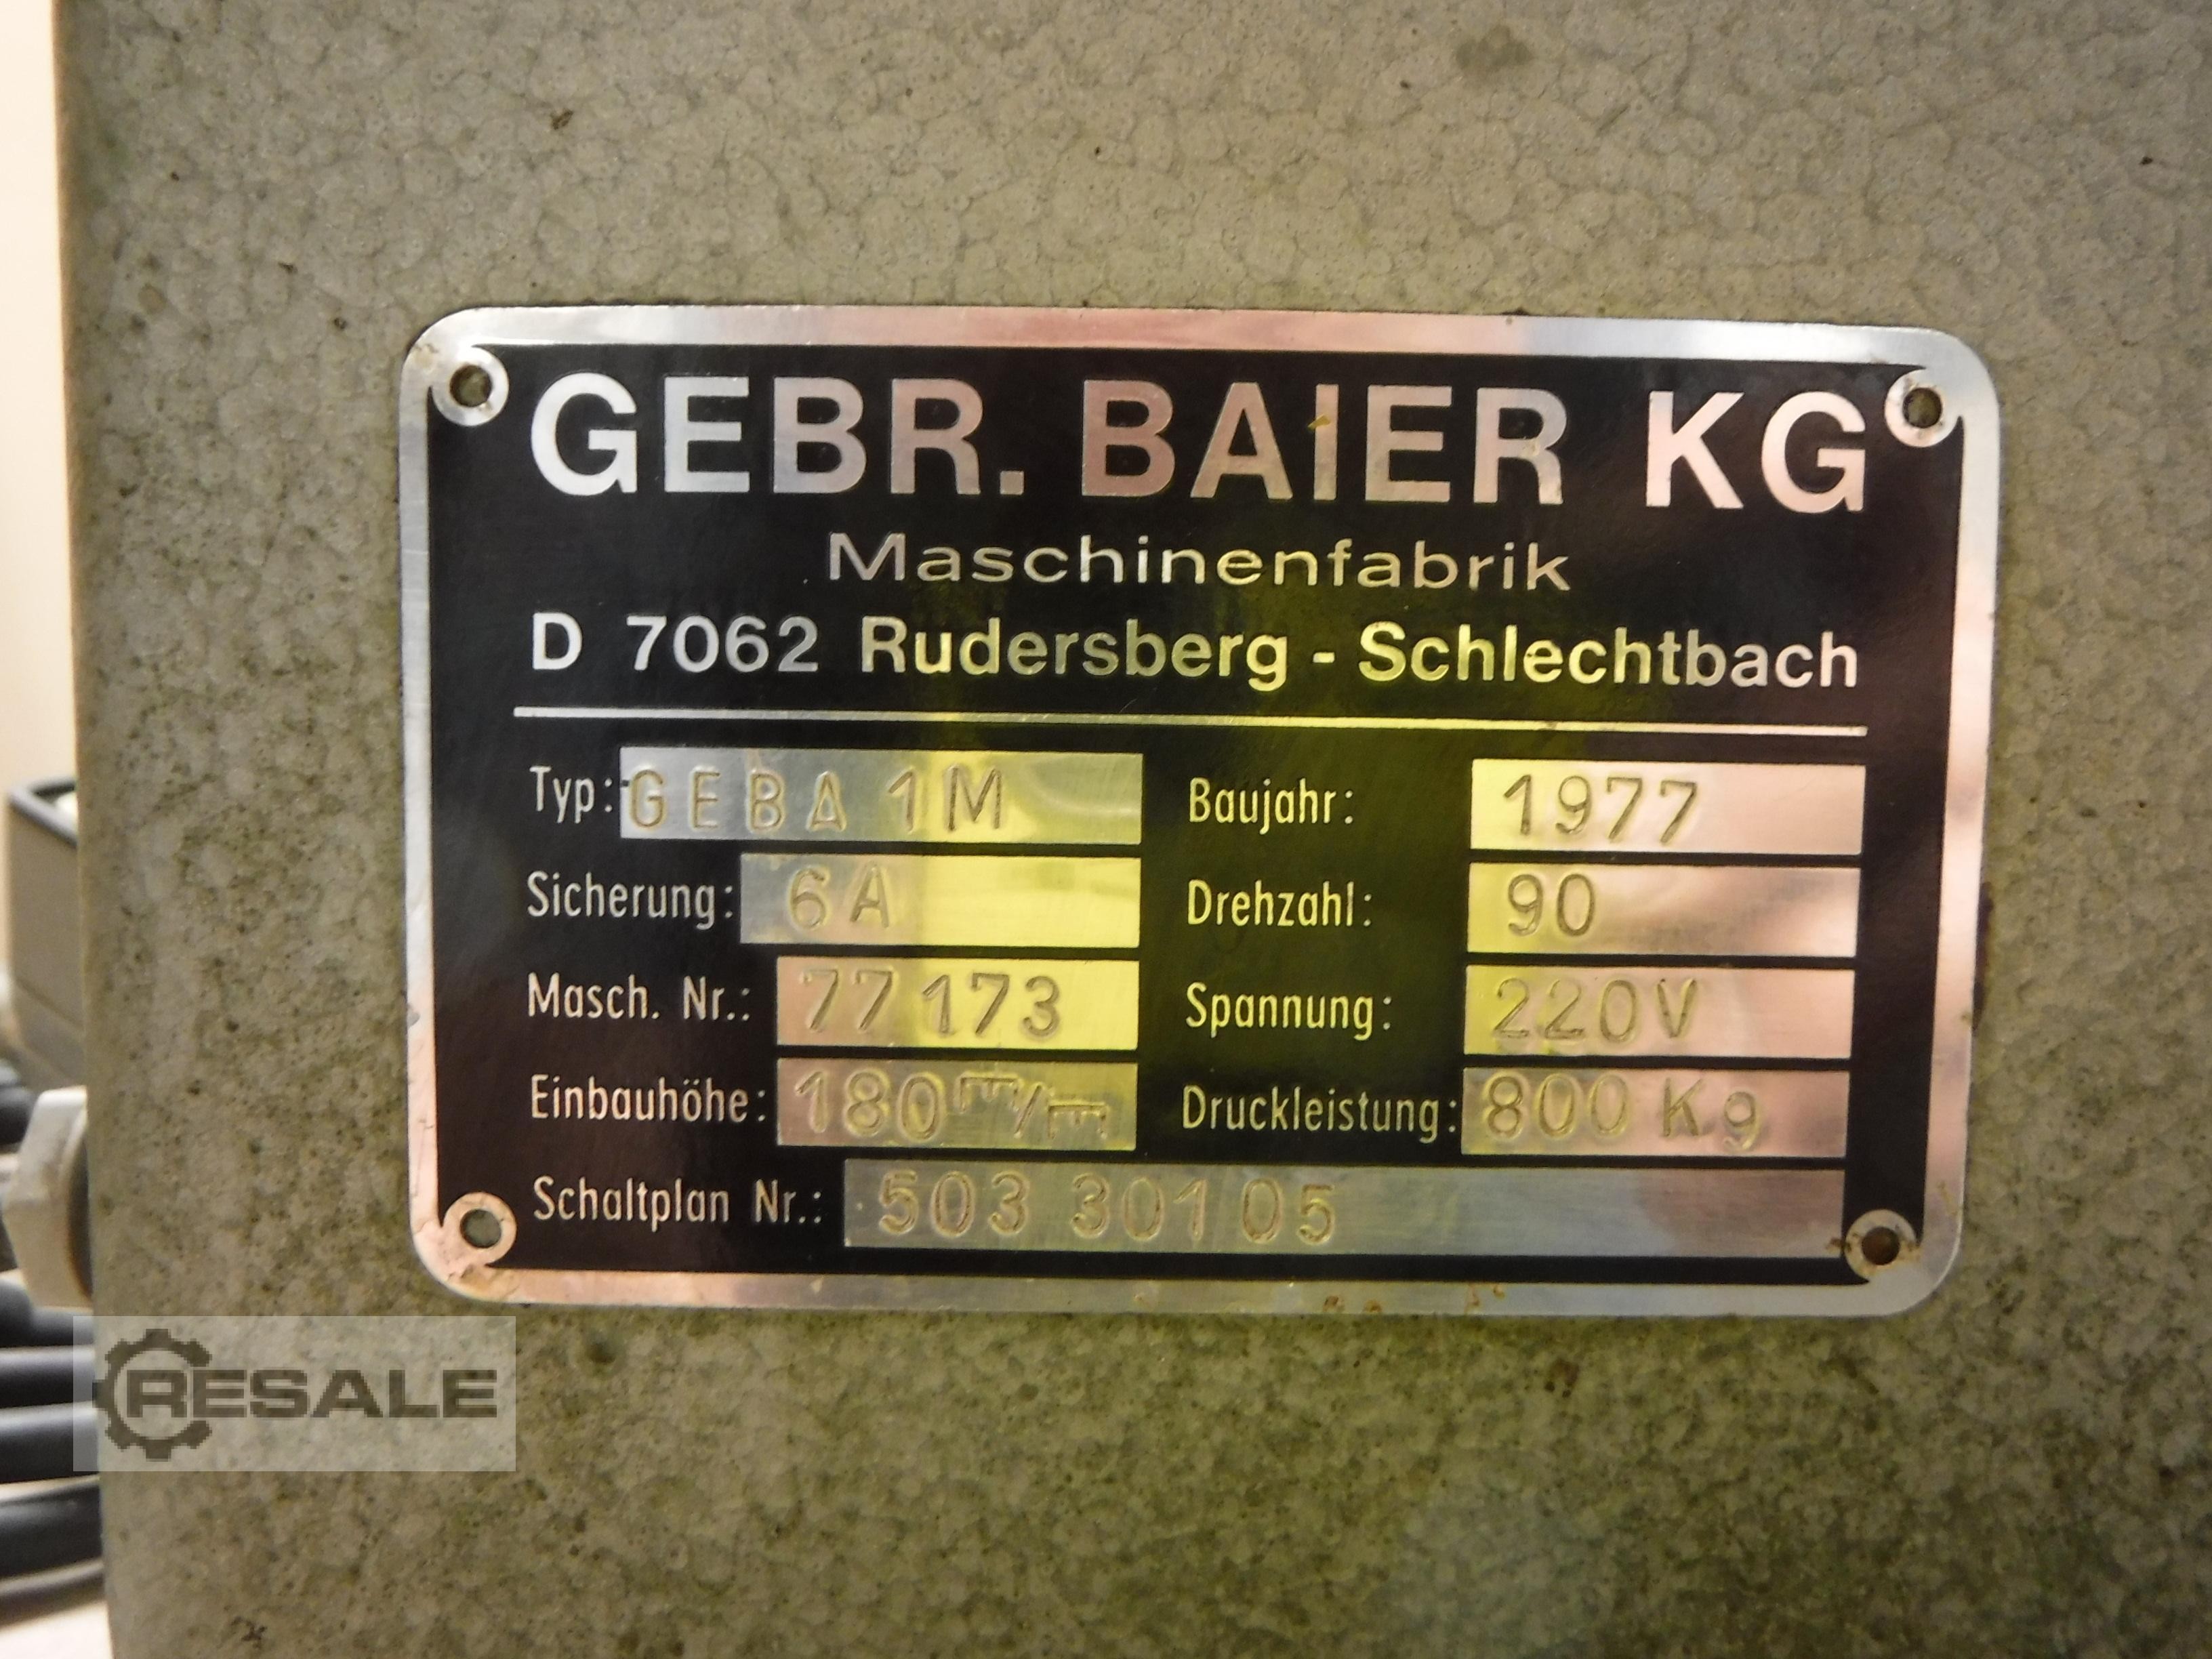 GEBR. BAIER KG
Maschinenfabrik
D 7062 Rudersberg - Schlechtbach
Typ: GEBA 1M Baujahr: 1977
Sicherung: 6A Drehzahl: 90
Masch. Nr.: 77173 Spannung: 220V
Einbauhöhe: 180 m/m Druckleistung: 800 Kg
Schaltplan Nr.: 503 301 05
RESALE